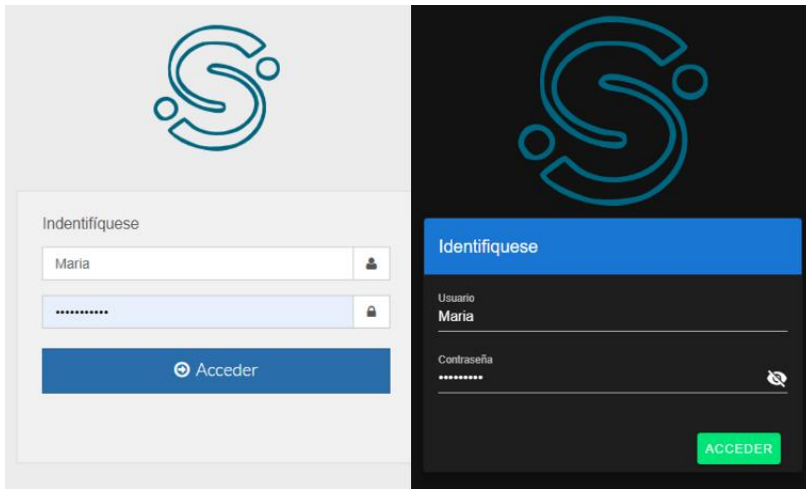 Indentifíquese
Maria
•••••••••••
Acceder
Identifiquese
Usuario
Maria
Contraseña
•••••••••
ACCEDER